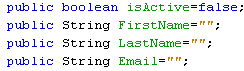 public boolean isActive=false;
public String FirstName="";
public String LastName="";
public String Email="";